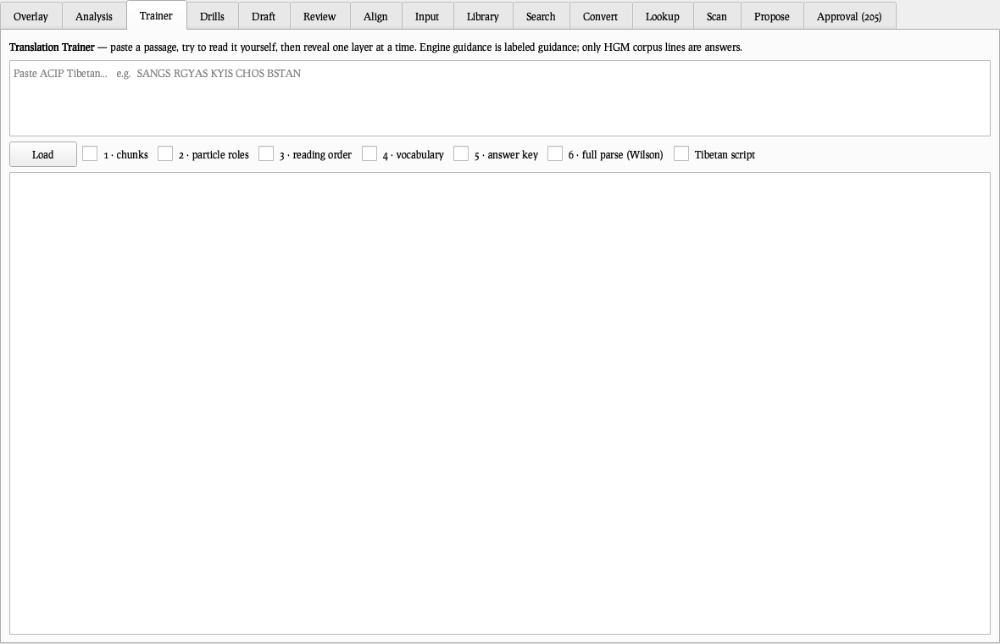 Overlay Analysis Trainer Drills Draft Review Align Input Library Search Convert Lookup Scan Propose Approval (205)
Translation Trainer — paste a passage, try to read it yourself, then reveal one layer at a time. Engine guidance is labeled guidance; only HGM corpus lines are answers.
Paste ACIP Tibetan... e.g. SANGS RGYAS KYIS CHOS BSTAN
Load 1 · chunks 2 · particle roles 3 · reading order 4 · vocabulary 5 · answer key 6 · full parse (Wilson) Tibetan script